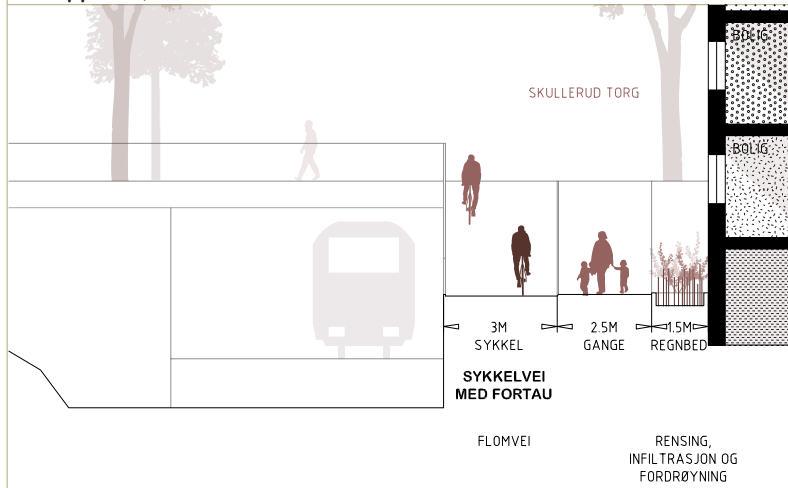 BOLIG
SKULLERUD TORG
BOLIG
3M
2.5M
1.5M
SYKKEL
GANGE
REGNBED
SYKKELVEI
MED FORTAU
FLOMVEI
RENSING,
INFILTRASJON OG
FORDRØYNING